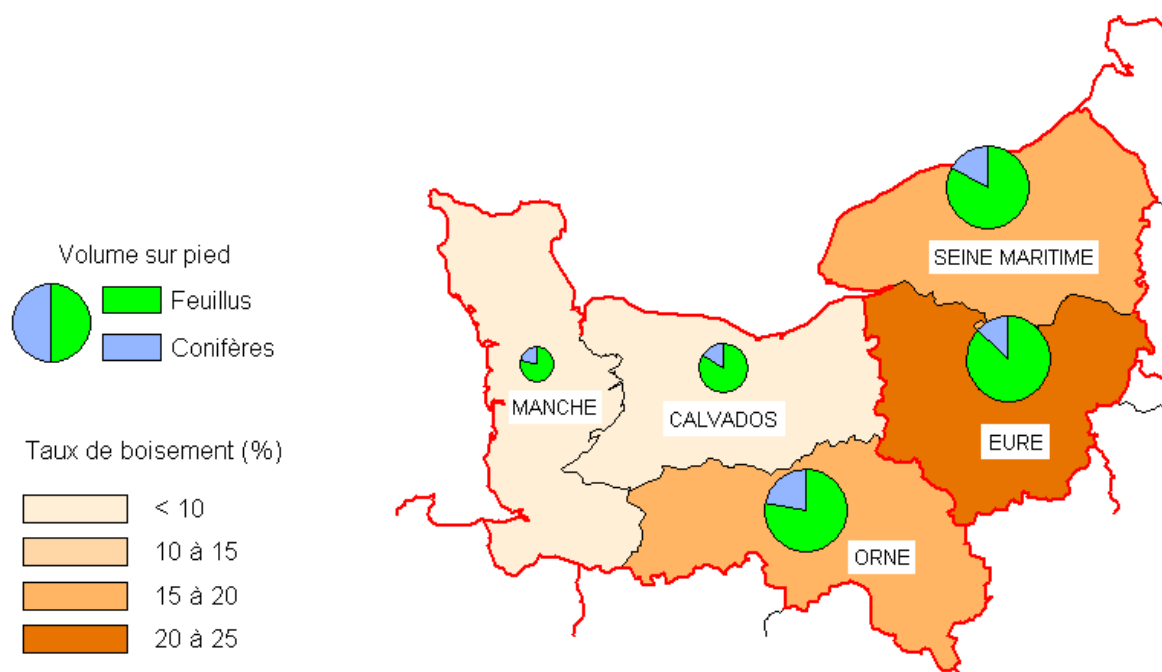 Volume sur pied
Feuillus
Conifères
Taux de boisement (%)
< 10
10 à 15
15 à 20
20 à 25
SEINE MARITIME
MANCHE
CALVADOS
EURE
ORNE